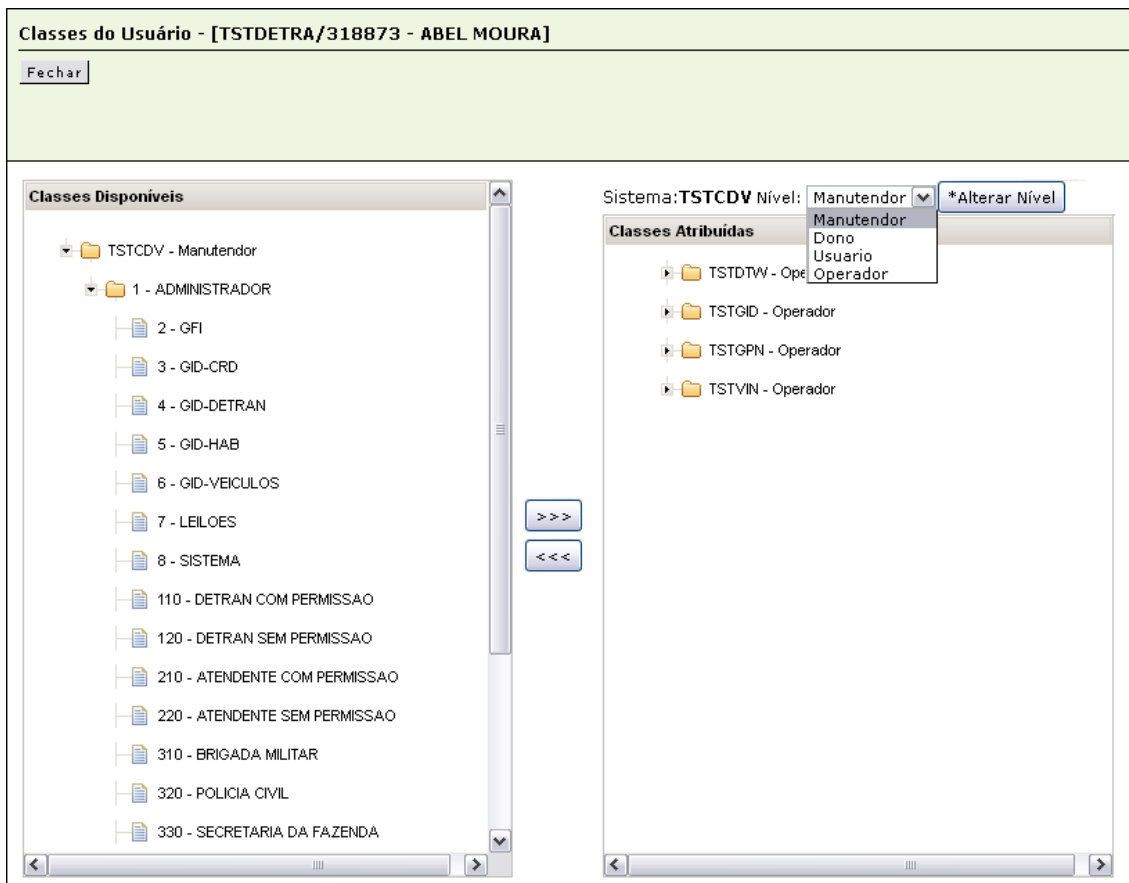 Classes do Usuário - [TSTDETRA/318873 - ABEL MOURA]
Fechar
Classes Disponíveis
TSTCDV - Manutendor
1 - ADMINISTRADOR
2 - GFI
3 - GID-CRD
4 - GID-DETRAN
5 - GID-HAB
6 - GID-VEICULOS
7 - LEILOES
8 - SISTEMA
110 - DETRAN COM PERMISSAO
120 - DETRAN SEM PERMISSAO
210 - ATENDENTE COM PERMISSAO
220 - ATENDENTE SEM PERMISSAO
310 - BRIGADA MILITAR
320 - POLICIA CIVIL
330 - SECRETARIA DA FAZENDA
>>>
<<<
Sistema:TSTCDV Nível: Manutendor *Alterar Nível
Manutendor
Dono
Usuario
Operador
Classes Atribuídas
TSTDTW - Ope
TSTGID - Operador
TSTGPN - Operador
TSTVIN - Operador